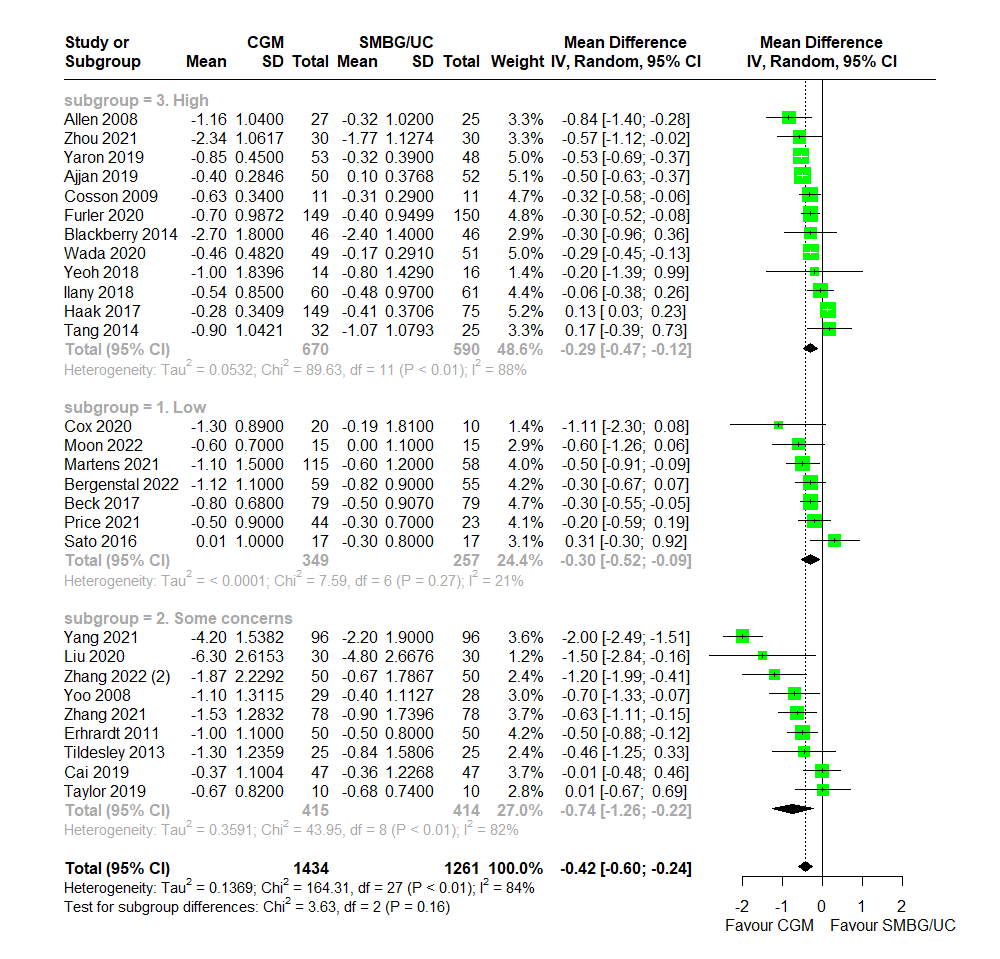 Study or CGM SMBG/UC Mean Difference Mean Difference
Subgroup Mean SD Total Mean SD Total Weight IV, Random, 95% CI IV, Random, 95% CI
subgroup = 3. High
Allen 2008 -1.16 1.0400 27 -0.32 1.0200 25 3.3% -0.84 [-1.40; -0.28]
Zhou 2021 -2.34 1.0617 30 -1.77 1.1274 30 3.3% -0.57 [-1.12; -0.02]
Yaron 2019 -0.85 0.4500 53 -0.32 0.3900 48 5.0% -0.53 [-0.69; -0.37]
Ajjan 2019 -0.40 0.2846 50 0.10 0.3768 52 5.1% -0.50 [-0.63; -0.37]
Cosson 2009 -0.63 0.3400 11 -0.31 0.2900 11 4.6% -0.32 [-0.58; -0.06]
Furler 2020 -0.70 0.9872 149 -0.40 0.9499 150 4.8% -0.30 [-0.52; -0.08]
Blackberry 2014 -2.70 1.8000 46 -2.40 1.4000 46 2.9% -0.30 [-0.96; 0.36]
Wada 2020 -0.46 0.4820 49 -0.17 0.2910 51 5.0% -0.29 [-0.45; -0.13]
Yeoh 2018 -1.00 1.8396 14 -0.80 1.4290 16 1.4% -0.20 [-1.39; 0.99]
Ilany 2018 -0.54 0.8500 60 -0.48 0.9700 61 4.4% -0.06 [-0.38; 0.26]
Haak 2017 -0.28 0.3409 149 -0.41 0.3706 75 5.2% 0.13 [ 0.03; 0.23]
Tang 2014 -0.90 1.0421 32 -1.07 1.0793 25 3.3% 0.17 [-0.39; 0.73]
Total (95% CI) 670 590 48.6% -0.29 [-0.47; -0.12]
Heterogeneity: Tau2 = 0.0532; Chi2 = 89.63, df = 11 (P < 0.01); I2 = 88%
subgroup = 1. Low
Cox 2020 -1.30 0.8900 20 -0.19 1.8100 10 1.4% -1.11 [-2.30; 0.08]
Moon 2022 -0.60 0.7000 15 0.00 1.1000 15 2.9% -0.60 [-1.26; 0.06]
Martens 2021 -1.10 1.5000 115 -0.60 1.2000 58 4.0% -0.50 [-0.91; -0.09]
Bergenstal 2022 -1.12 1.1000 59 -0.82 0.9000 55 4.2% -0.30 [-0.67; 0.07]
Beck 2017 -0.80 0.6800 79 -0.50 0.9070 79 4.7% -0.30 [-0.55; -0.05]
Price 2021 -0.50 0.9000 44 -0.30 0.7000 23 4.1% -0.20 [-0.59; 0.19]
Sato 2016 0.01 1.0000 17 -0.30 0.8000 17 3.1% 0.31 [-0.30; 0.92]
Total (95% CI) 349 257 24.4% -0.30 [-0.52; -0.09]
Heterogeneity: Tau2 = < 0.0001; Chi2 = 7.59, df = 6 (P = 0.27); I2 = 21%
subgroup = 2. Some concerns
Yang 2021 -4.20 1.5382 96 -2.20 1.9000 96 3.6% -2.00 [-2.49; -1.51]
Liu 2020 -6.30 2.6153 30 -4.80 2.6676 30 1.2% -1.50 [-2.84; -0.16]
Zhang 2022 (2) -1.87 2.2292 50 -0.67 1.7867 50 2.4% -1.20 [-1.99; -0.41]
Yoo 2008 -1.10 1.3115 29 -0.40 1.1127 28 3.0% -0.70 [-1.33; -0.07]
Zhang 2021 -1.53 1.2832 78 -0.90 1.7396 78 3.7% -0.63 [-1.11; -0.15]
Erhrardt 2011 -1.00 1.1000 50 -0.50 0.8000 50 4.2% -0.50 [-0.88; -0.12]
Tildesley 2013 -1.30 1.2359 25 -0.84 1.5806 25 2.4% -0.46 [-1.25; 0.33]
Cai 2019 -0.37 1.1004 47 -0.36 1.2268 47 3.7% -0.01 [-0.48; 0.46]
Taylor 2019 -0.67 0.8200 10 -0.68 0.7400 10 2.8% 0.01 [-0.67; 0.69]
Total (95% CI) 415 414 27.0% -0.74 [-1.26; -0.22]
Heterogeneity: Tau2 = 0.3591; Chi2 = 43.95, df = 8 (P < 0.01); I2 = 82%
Total (95% CI) 1434 1261 100.0% -0.42 [-0.60; -0.24]
Heterogeneity: Tau2 = 0.1369; Chi2 = 164.31, df = 27 (P < 0.01); I2 = 84%
Test for subgroup differences: Chi2 = 3.63, df = 2 (P = 0.16)
-2 -1 0 1 2
Favour CGM Favour SMBG/UC